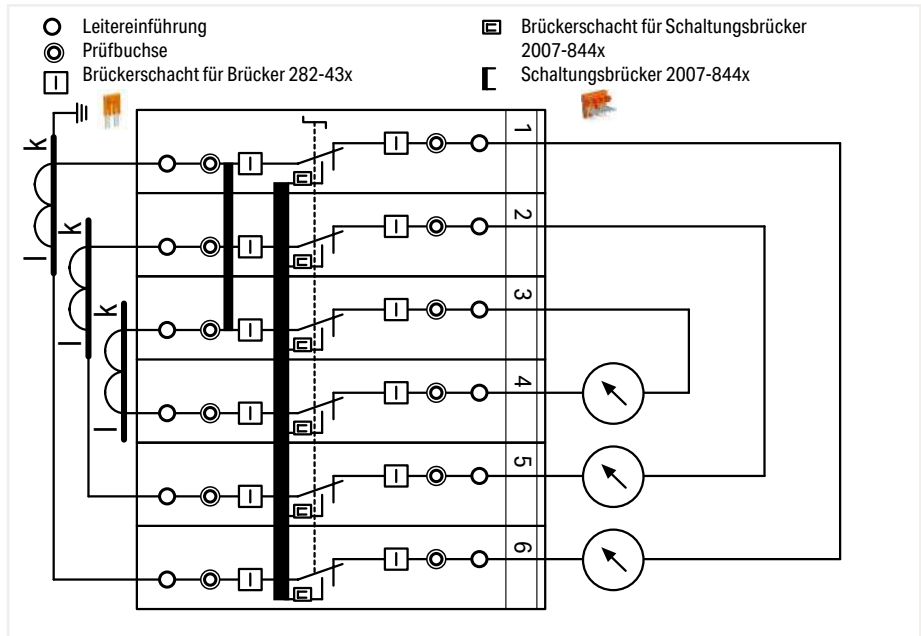 Leitereinführung
Prüfbuchse
Brückerschacht für Brücker 282-43x
Brückerschacht für Schaltungsbrücker
2007-844x
Schaltungsbrücker 2007-844x
k
l
k
l
k
l
1
2
3
4
5
6